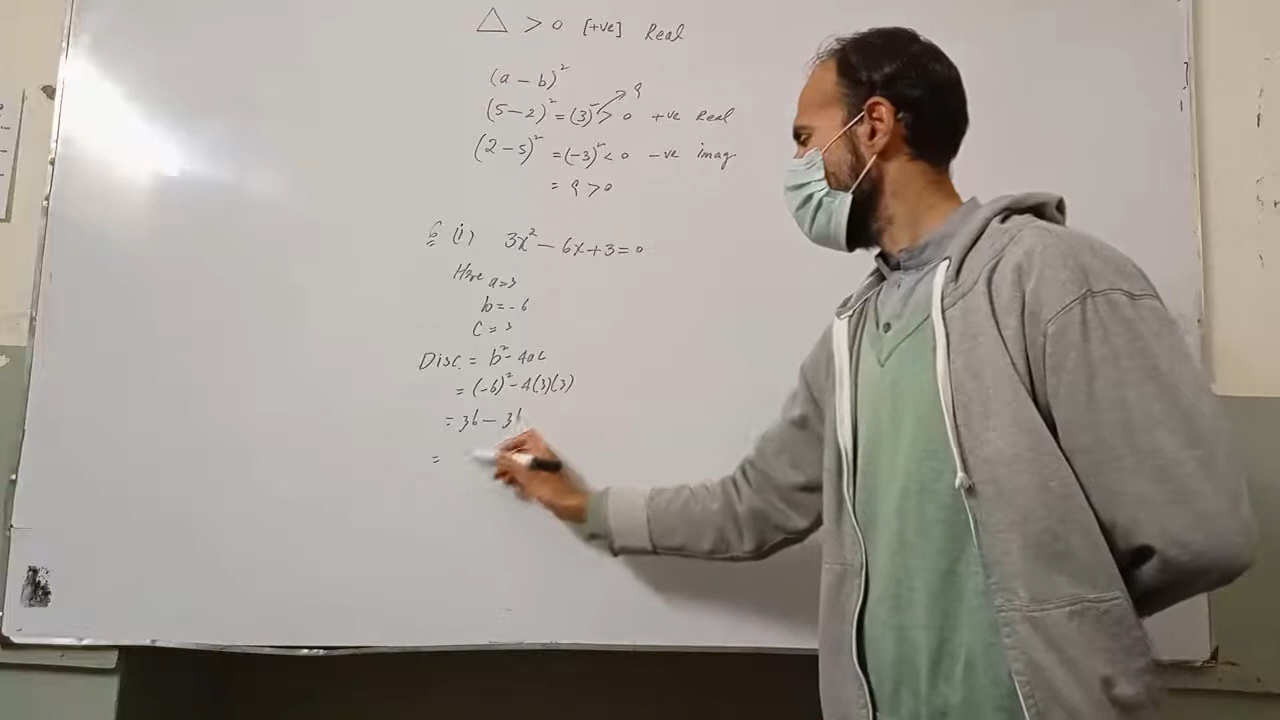 △ > 0 [+ve] Real
(a - b)²
(5-2)² = (3)² > 0 +ve Real
9
(2-5)² = (-3)² < 0 -ve imag
= 9 > 0
6 (i) 3x² - 6x + 3 = 0
Here a = 3
b = -6
C = 3
Disc. = b² - 4ac
= (-6)² - 4(3)(3)
= 36 - 36
=